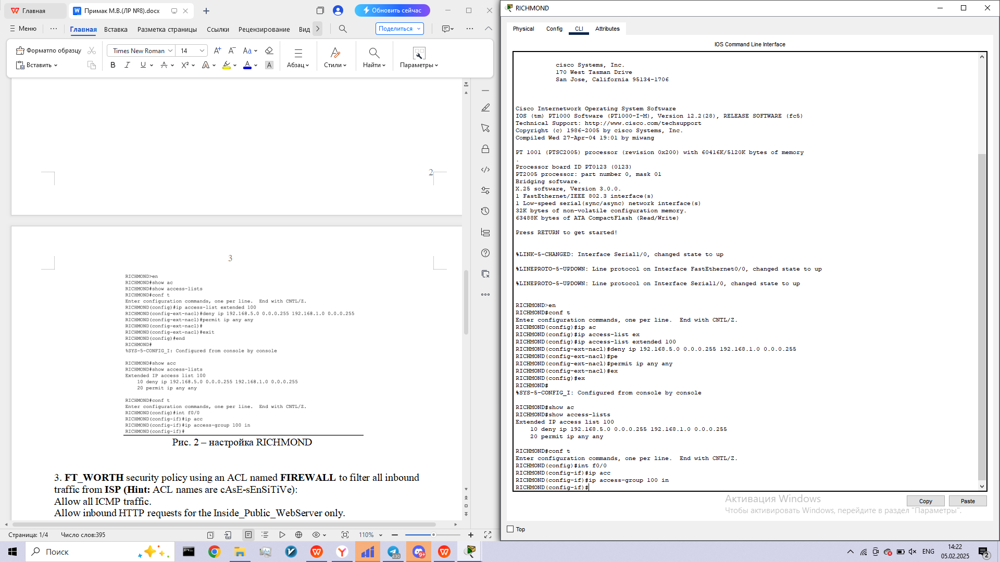 Главная
Примак М.В.(ЛР №8).docx
Обновить сейчас
Меню
Главная
Вставка
Разметка страницы
Ссылки
Рецензирование
Вид
Поделиться
Форматпо образцу
Вставить
Times New Roman
14
Абзац
Стили
Найти
Параметры
2
3
RICHMOND>en
RICHMOND#show ac
RICHMOND#show access-lists
RICHMOND#conf t
Enter configuration commands, one per line.  End with CNTL/Z.
RICHMOND(config)#ip access-list extended 100
RICHMOND(config-ext-nacl)#deny ip 192.168.5.0 0.0.0.255 192.168.1.0 0.0.0.255
RICHMOND(config-ext-nacl)#permit ip any any
RICHMOND(config-ext-nacl)#
RICHMOND(config-ext-nacl)#exit
RICHMOND(config)#end
RICHMOND#
%SYS-5-CONFIG_I: Configured from console by console
RICHMOND#show acc
RICHMOND#show access-lists
Extended IP access list 100
10 deny ip 192.168.5.0 0.0.0.255 192.168.1.0 0.0.0.255
20 permit ip any any
RICHMOND#conf t
Enter configuration commands, one per line.  End with CNTL/Z.
RICHMOND(config)#int f0/0
RICHMOND(config-if)#ip acc
RICHMOND(config-if)#ip access-group 100 in
RICHMOND(config-if)#
Рис. 2 – настройка RICHMOND
3. FT_WORTH security policy using an ACL named FIREWALL to filter all inbound
traffic from ISP (Hint: ACL names are cAsE-sEnSiTiVe):
Allow all ICMP traffic.
Allow inbound HTTP requests for the Inside_Public_WebServer only.
Страница: 1/4
Число слов:395
110%
RICHMOND
Physical
Config
CLI
Attributes
IOS Command Line Interface
cisco Systems, Inc.
170 West Tasman Drive
San Jose, California 95134-1706
Cisco Internetwork Operating System Software
IOS (tm) PT1000 Software (PT1000-I-M), Version 12.2(28), RELEASE SOFTWARE (fc5)
Technical Support: http://www.cisco.com/techsupport
Copyright (c) 1986-2005 by cisco Systems, Inc.
Compiled Wed 27-Apr-04 19:01 by miwang
PT 1001 (PTSC2005) processor (revision 0x200) with 60416K/5120K bytes of memory
.
Processor board ID PT0123 (0123)
PT2005 processor: part number 0, mask 01
Bridging software.
X.25 software, Version 3.0.0.
1 FastEthernet/IEEE 802.3 interface(s)
1 Low-speed serial(sync/async) network interface(s)
32K bytes of non-volatile configuration memory.
63488K bytes of ATA CompactFlash (Read/Write)
Press RETURN to get started!
%LINK-5-CHANGED: Interface Serial1/0, changed state to up
%LINEPROTO-5-UPDOWN: Line protocol on Interface FastEthernet0/0, changed state to up
%LINEPROTO-5-UPDOWN: Line protocol on Interface Serial1/0, changed state to up
RICHMOND>en
RICHMOND#conf t
Enter configuration commands, one per line.  End with CNTL/Z.
RICHMOND(config)#ip ac
RICHMOND(config)#ip access-list ex
RICHMOND(config)#ip access-list extended 100
RICHMOND(config-ext-nacl)#deny ip 192.168.5.0 0.0.0.255 192.168.1.0 0.0.0.255
RICHMOND(config-ext-nacl)#pe
RICHMOND(config-ext-nacl)#permit ip any any
RICHMOND(config-ext-nacl)#ex
RICHMOND(config)#ex
RICHMOND#
%SYS-5-CONFIG_I: Configured from console by console
RICHMOND#show ac
RICHMOND#show access-lists
Extended IP access list 100
10 deny ip 192.168.5.0 0.0.0.255 192.168.1.0 0.0.0.255
20 permit ip any any
RICHMOND#conf t
Enter configuration commands, one per line.  End with CNTL/Z.
RICHMOND(config)#int f0/0
RICHMOND(config-if)#ip acc
RICHMOND(config-if)#ip access-group 100 in
RICHMOND(config-if)#
Copy
Paste
Активация Windows
Чтобы активировать Windows, перейдите в раздел "Параметры".
Top
Поиск
430
9+
ENG
14:22
05.02.2025
2